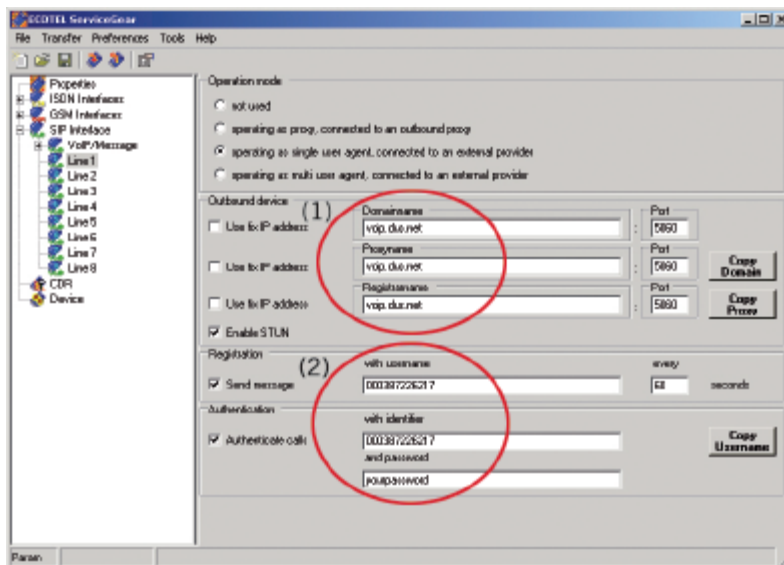 ECOTEL ServiceGear
File Transfer Preferences Tools Help
Properties
ISDN Interfaces
GSM Interfaces
SIP Interface
VoIP/Message
Line 1
Line 2
Line 3
Line 4
Line 5
Line 6
Line 7
Line 8
CDR
Device
Operation mode
not used
operating as proxy, connected to an outbound proxy
operating as single user agent, connected to an external provider
operating as multi user agent, connected to an external provider
Outbound device
(1)
Domainname
Port
Use fix IP address
voip.dus.net
:
5060
Proxyname
Port
Use fix IP address
voip.dus.net
:
5060
Copy Domain
Registrarname
Port
Use fix IP address
voip.dus.net
:
5060
Copy Proxy
Enable STUN
Registration
(2)
with username
every
Send message
000387226217
60
seconds
Authentication
with identifier
Authenticate calls
000387226217
Copy Username
and password
yourpassword
Param